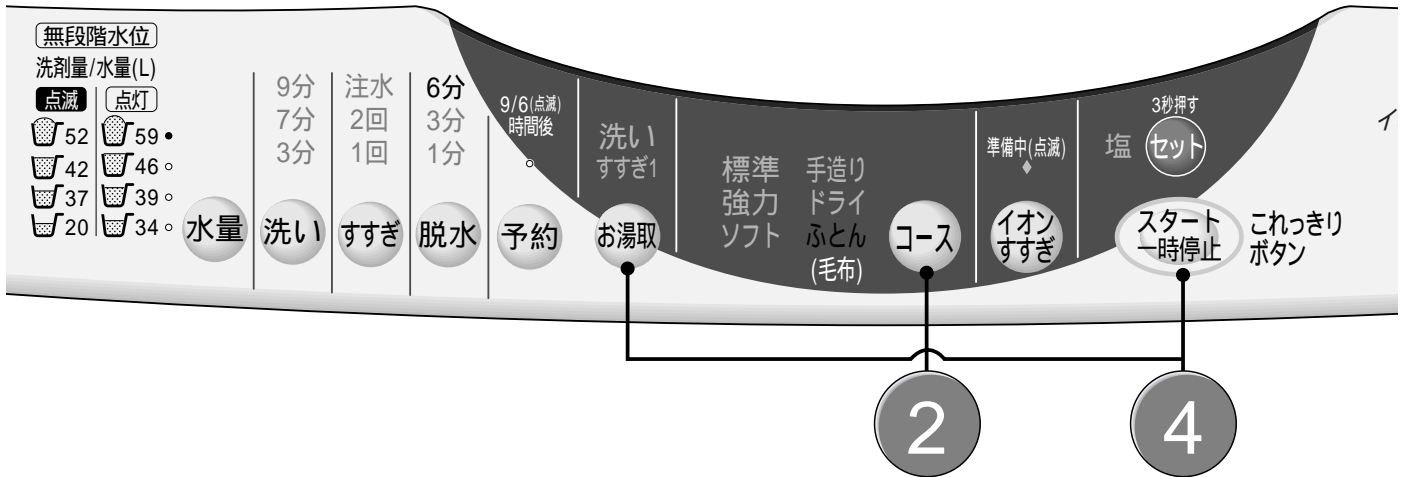 無段階水位
洗剤量/水量(L)
点滅 点灯
52 59
42 46
37 39
20 34
水量
9分
7分
3分
洗い
注水
2回
1回
すすぎ
6分
3分
1分
脱水
9/6(点滅)
時間後
予約
洗い
すすぎ1
お湯取
標準 手造り
強力 ドライ
ソフト ふとん
(毛布)
コース
準備中(点滅)
イオン
すすぎ
3秒押す
塩 セット
スタート
一時停止
これっきり
ボタン
イ
2
4